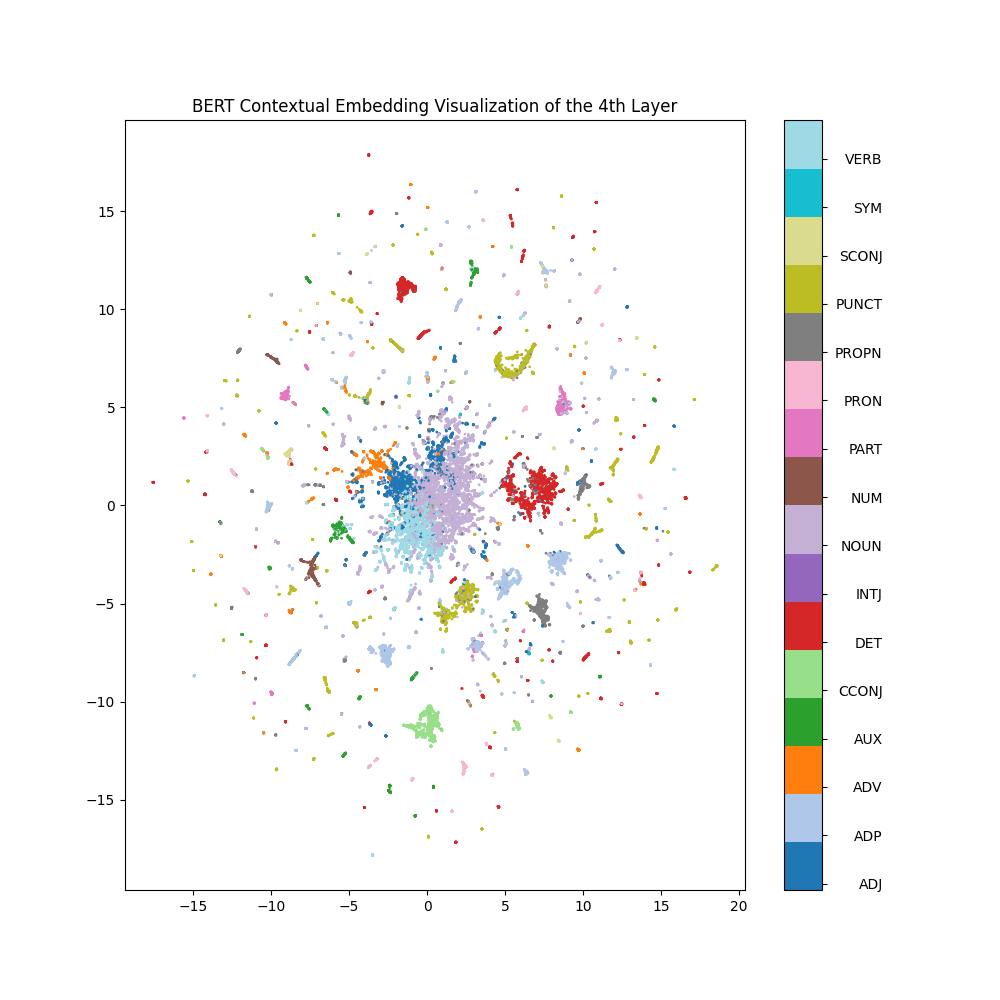 BERT Contextual Embedding Visualization of the 4th Layer
15
10
5
0
−5
−10
−15
−15
−10
−5
0
5
10
15
20
VERB
SYM
SCONJ
PUNCT
PROPN
PRON
PART
NUM
NOUN
INTJ
DET
CCONJ
AUX
ADV
ADP
ADJ